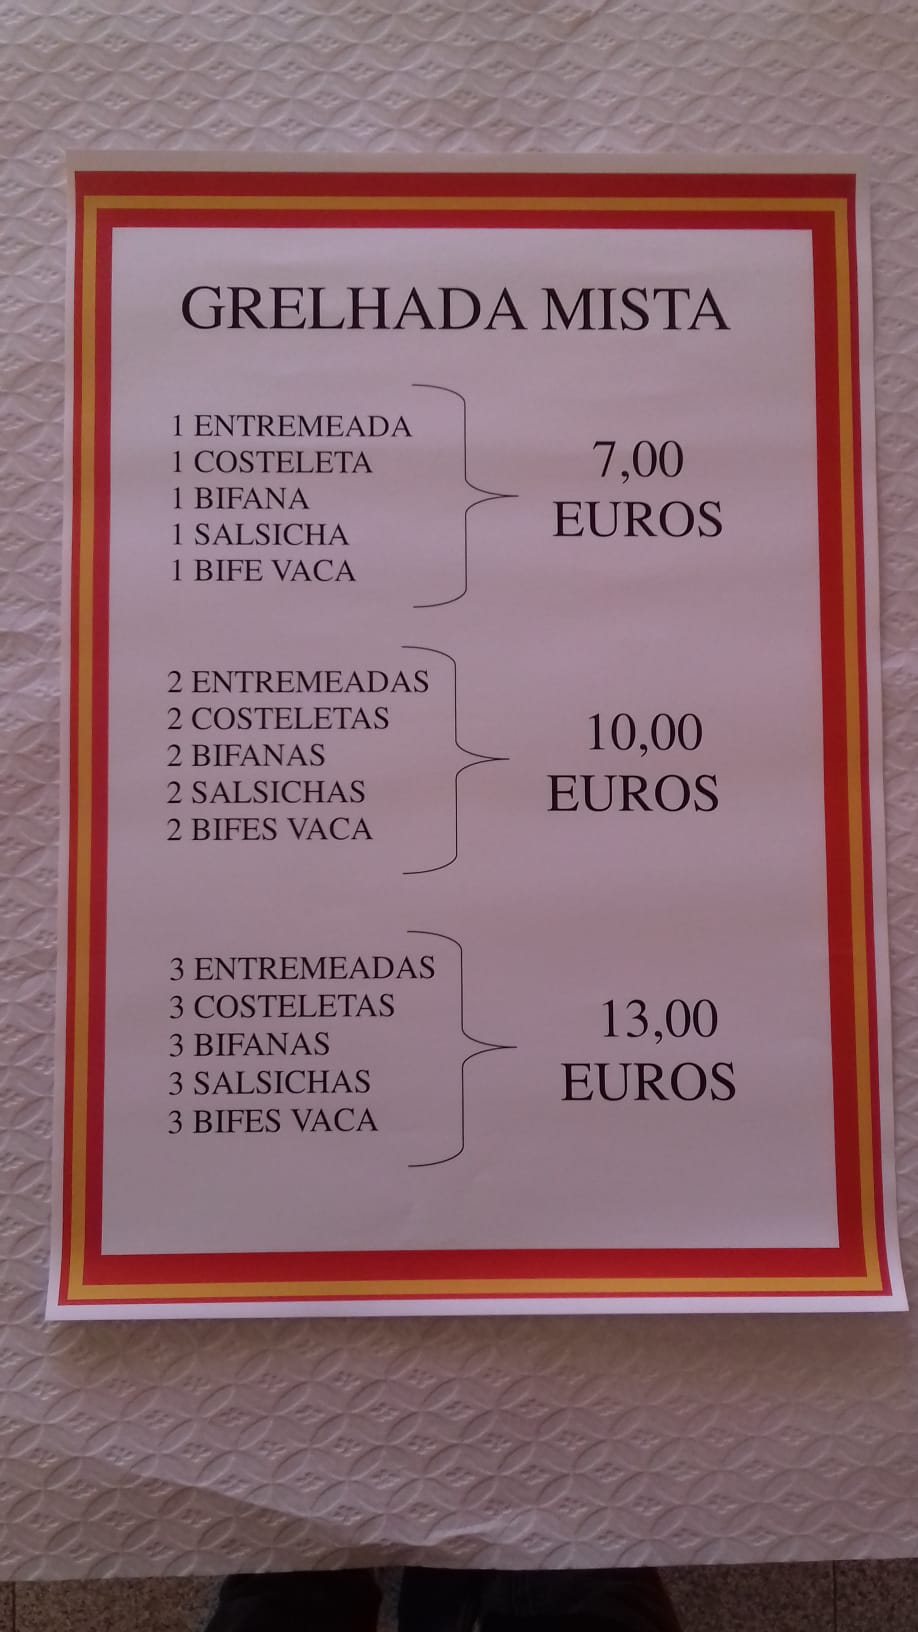 GRELHADA MISTA
1 ENTREMEADA
1 COSTELETA
1 BIFANA
1 SALSICHA
1 BIFE VACA
7,00
EUROS
2 ENTREMEADAS
2 COSTELETAS
2 BIFANAS
2 SALSICHAS
2 BIFES VACA
10,00
EUROS
3 ENTREMEADAS
3 COSTELETAS
3 BIFANAS
3 SALSICHAS
3 BIFES VACA
13,00
EUROS